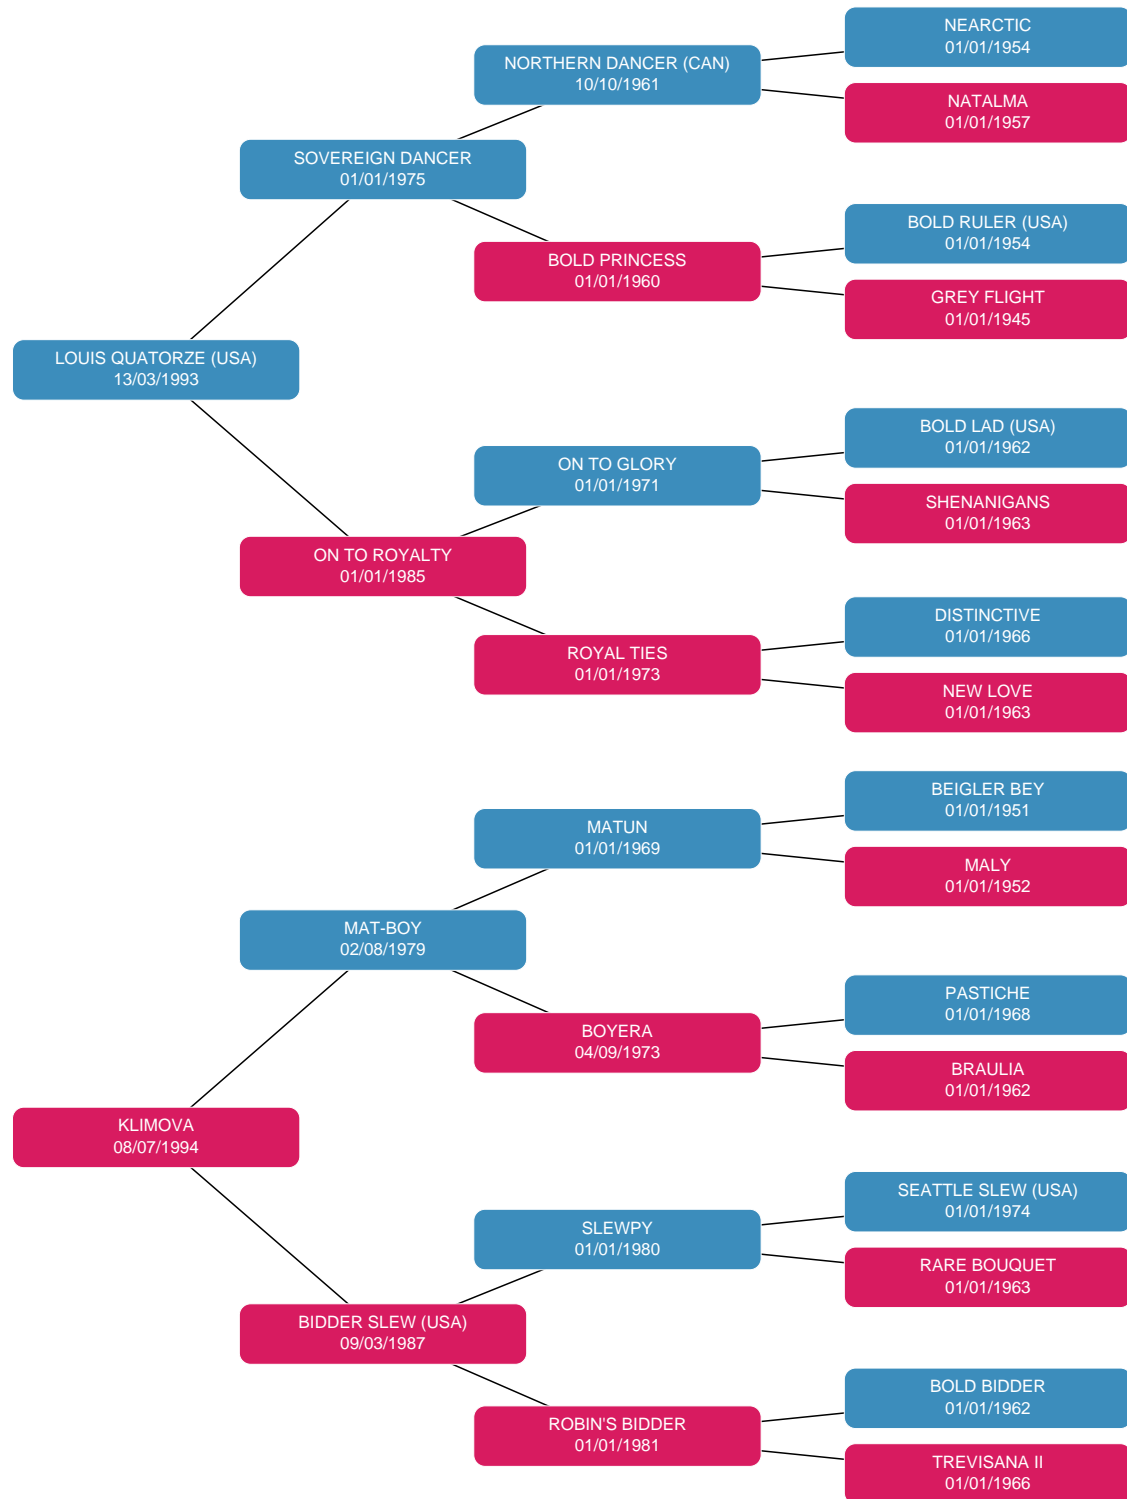 NEARCTIC
01/01/1954
NORTHERN DANCER (CAN)
10/10/1961
NATALMA
01/01/1957
SOVEREIGN DANCER
01/01/1975
BOLD RULER (USA)
01/01/1954
BOLD PRINCESS
01/01/1960
GREY FLIGHT
01/01/1945
LOUIS QUATORZE (USA)
13/03/1993
BOLD LAD (USA)
01/01/1962
ON TO GLORY
01/01/1971
SHENANIGANS
01/01/1963
ON TO ROYALTY
01/01/1985
DISTINCTIVE
01/01/1966
ROYAL TIES
01/01/1973
NEW LOVE
01/01/1963
BEIGLER BEY
01/01/1951
MATUN
01/01/1969
MALY
01/01/1952
MAT-BOY
02/08/1979
PASTICHE
01/01/1968
BOYERA
04/09/1973
BRAULIA
01/01/1962
KLIMOVA
08/07/1994
SEATTLE SLEW (USA)
01/01/1974
SLEWPY
01/01/1980
RARE BOUQUET
01/01/1963
BIDDER SLEW (USA)
09/03/1987
BOLD BIDDER
01/01/1962
ROBIN'S BIDDER
01/01/1981
TREVISANA II
01/01/1966